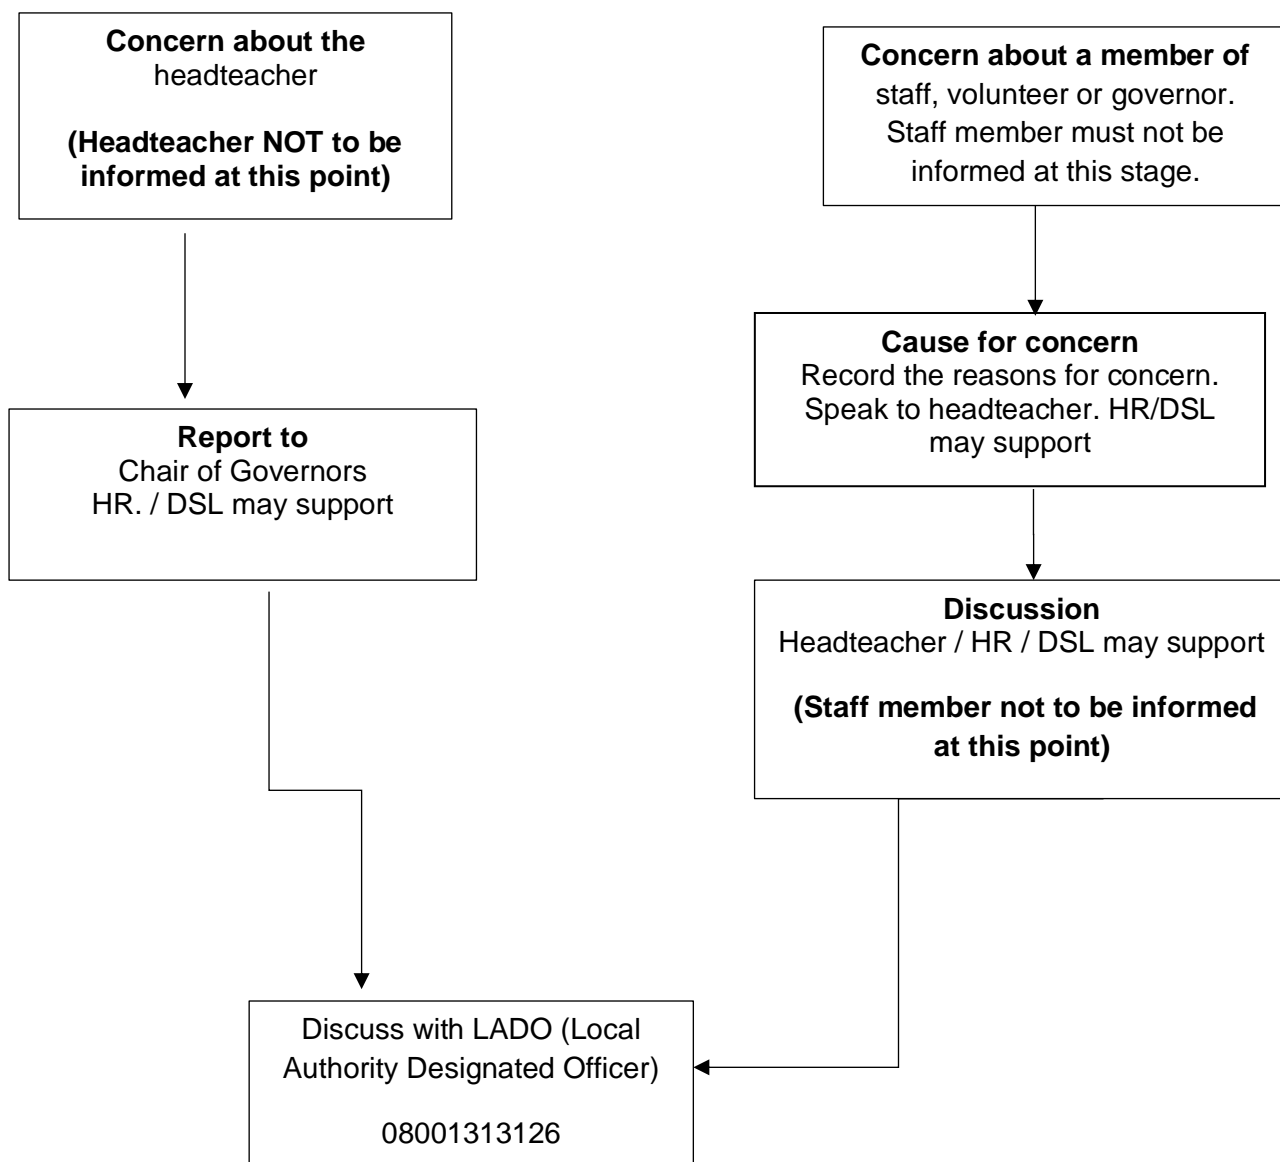 Concern about the
headteacher
(Headteacher NOT to be
informed at this point)
Report to
Chair of Governors
HR. / DSL may support
Concern about a member of
staff, volunteer or governor.
Staff member must not be
informed at this stage.
Cause for concern
Record the reasons for concern.
Speak to headteacher. HR/DSL
may support
Discussion
Headteacher / HR / DSL may support
(Staff member not to be informed
at this point)
Discuss with LADO (Local
Authority Designated Officer)
08001313126